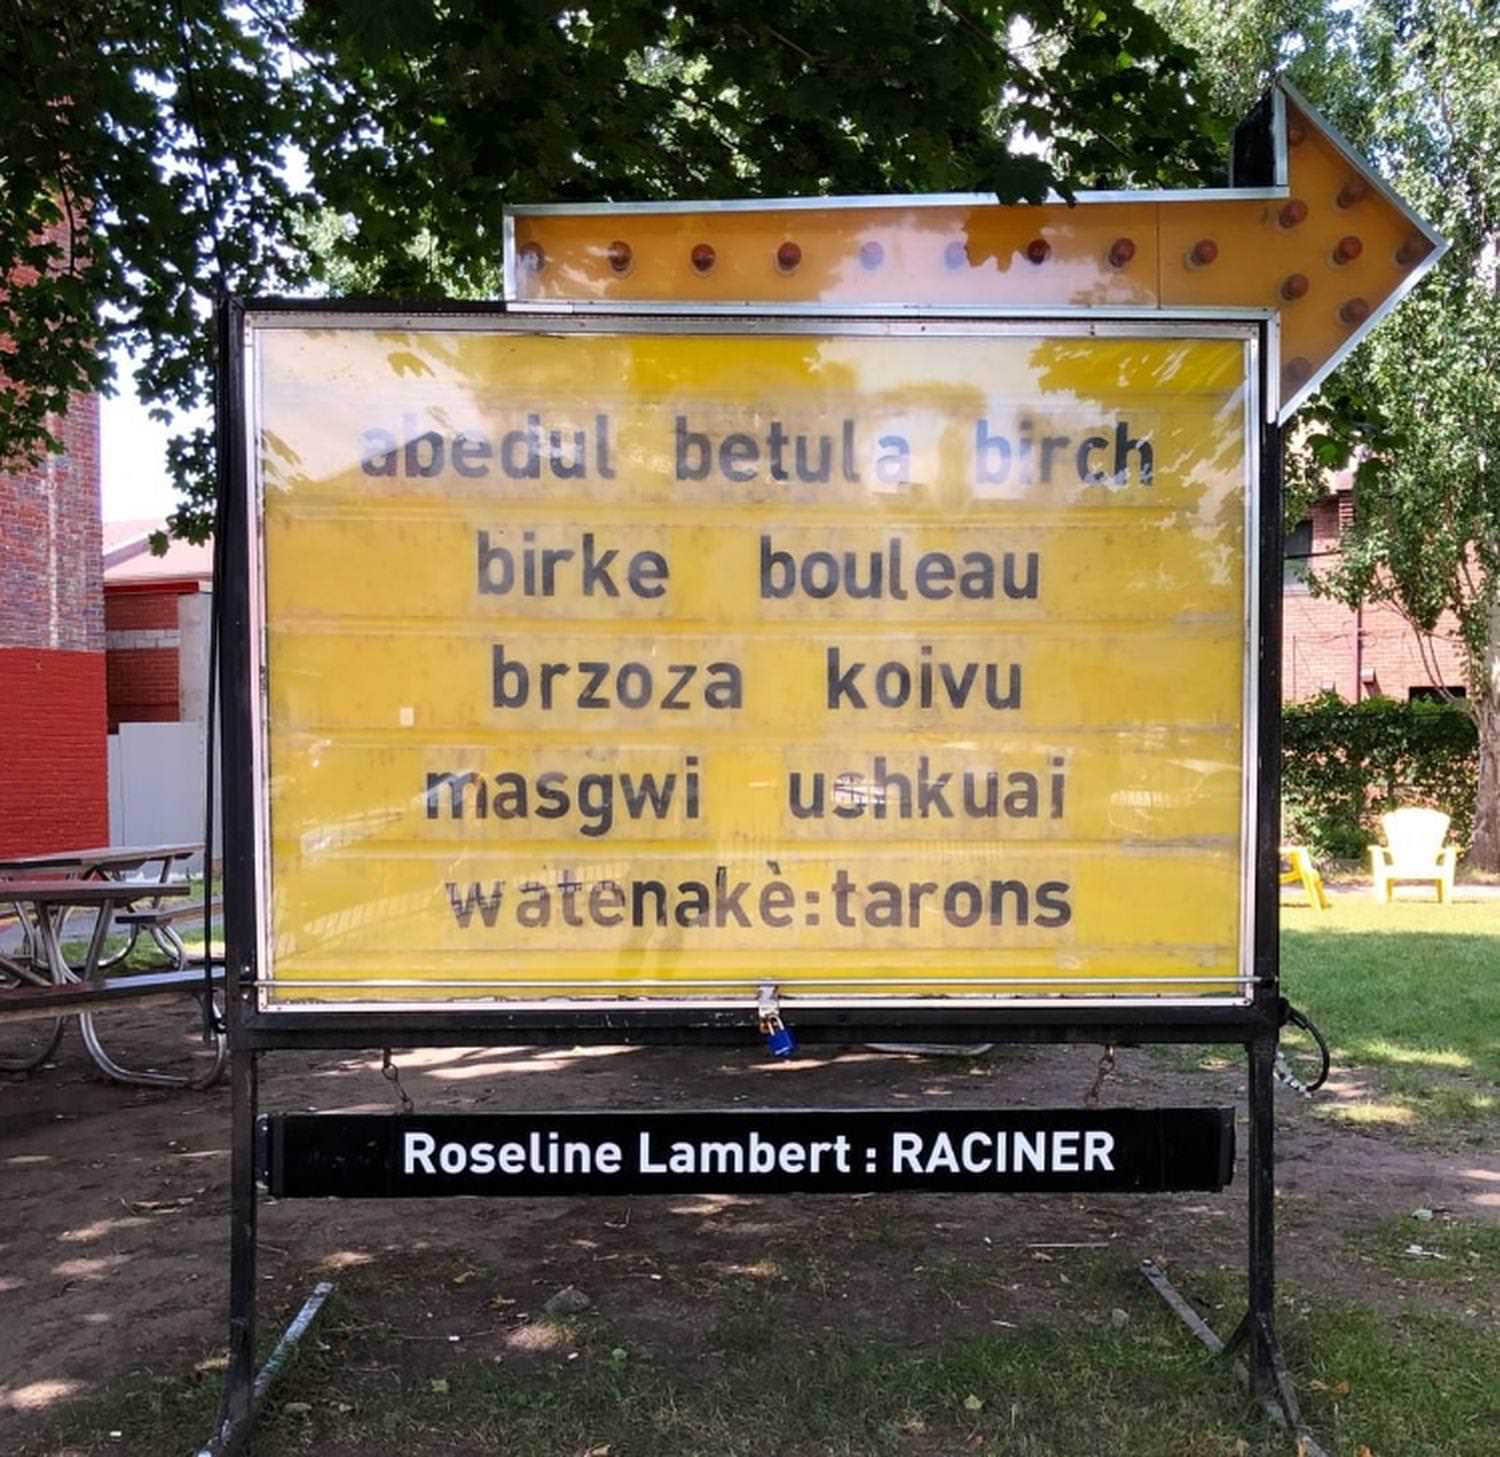 abedul betula birch
birke bouleau
brzoza koivu
masgwi ushkuai
watenakè:tarons
Roseline Lambert : RACINER